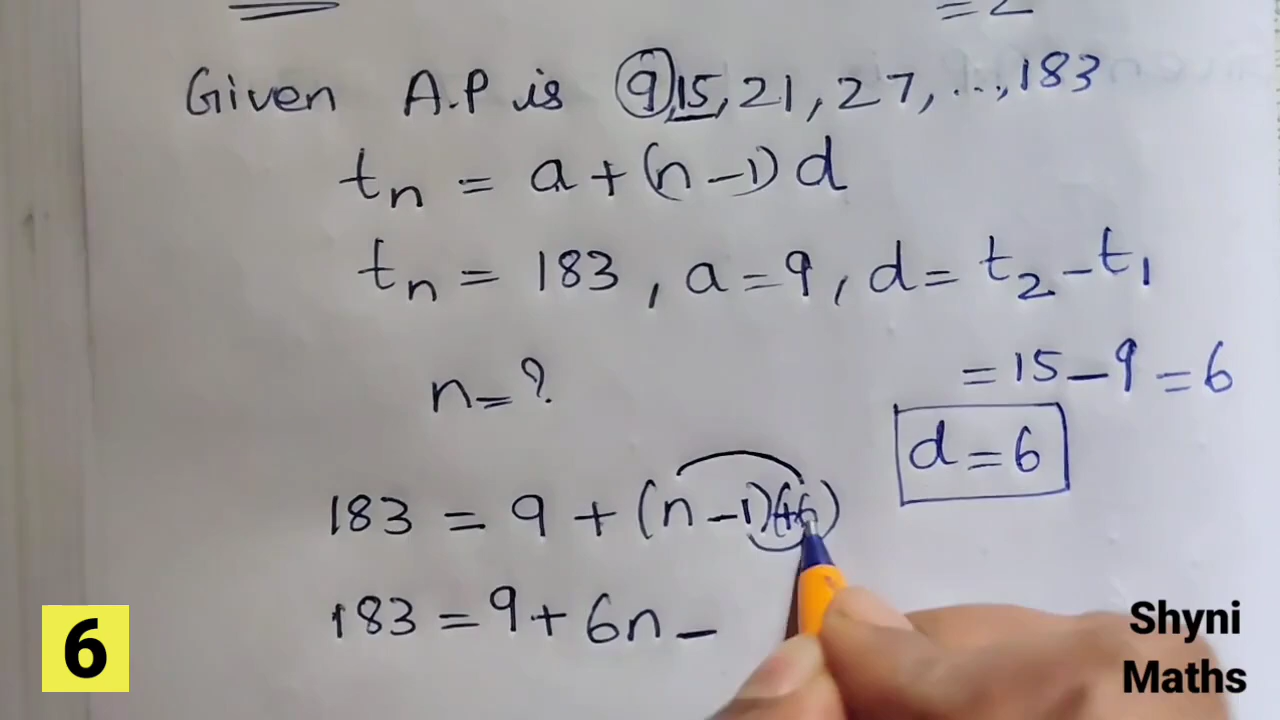 = 2
Given A.P is 9, 15, 21, 27, ..., 183
tn = a + (n - 1) d
tn = 183, a = 9, d = t2 - t1
= 15 - 9 = 6
n = ?
d = 6
183 = 9 + (n - 1)(+6)
183 = 9 + 6n -
6
Shyni
Maths